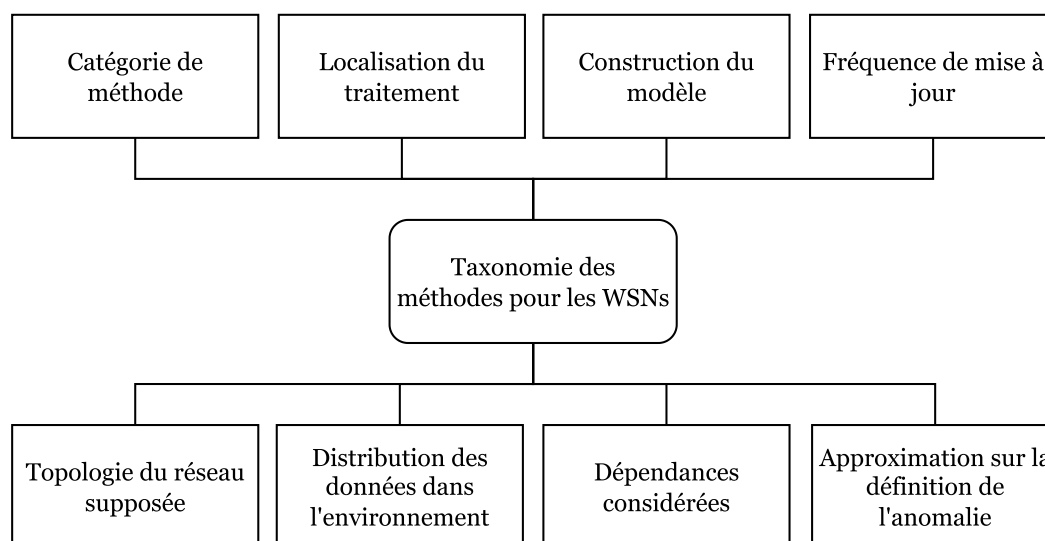 Catégorie de
méthode
Localisation du
traitement
Construction du
modèle
Fréquence de mise à
jour
Taxonomie des
méthodes pour les WSNs
Topologie du réseau
supposée
Distribution des
données dans
l'environnement
Dépendances
considérées
Approximation sur la
définition de
l'anomalie